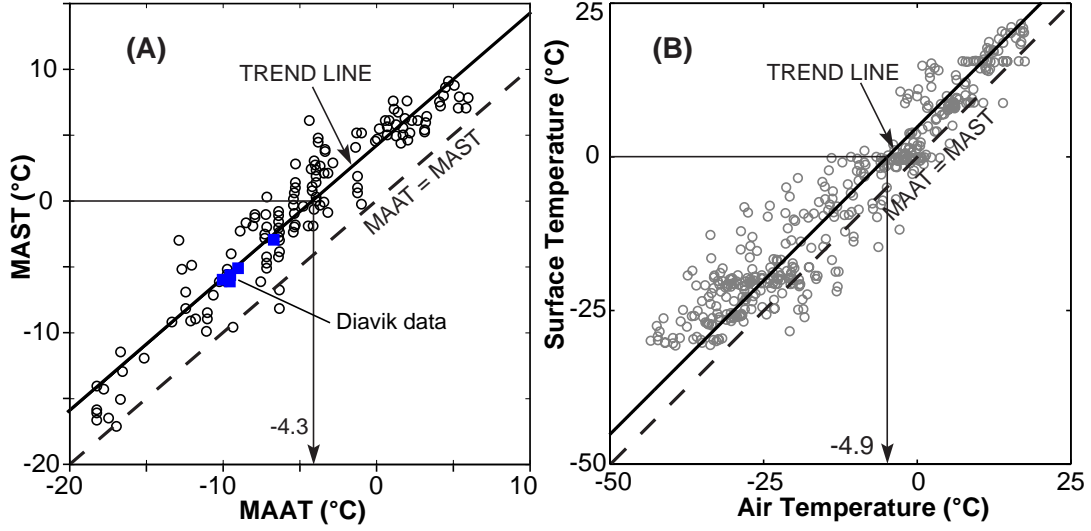 (A)
TREND LINE
MAAT = MAST
Diavik data
-4.3
10
0
-10
-20
MAST (°C)
-20
-10
0
10
MAAT (°C)
(B)
TREND LINE
MAAT = MAST
-4.9
25
0
-25
-50
Surface Temperature (°C)
-50
-25
0
25
Air Temperature (°C)